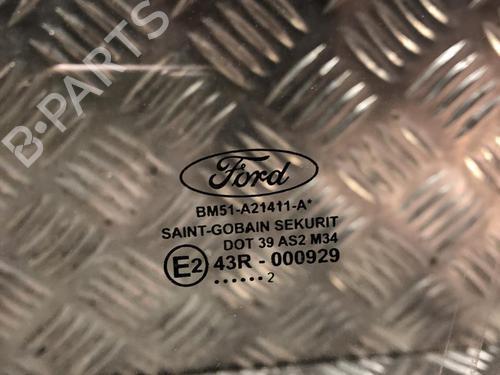 B-PARTS
Ford
BM51-A21411-A*
SAINT-GOBAIN SEKURIT
DOT 39 AS2 M34
E2 43R - 000929
...... 2